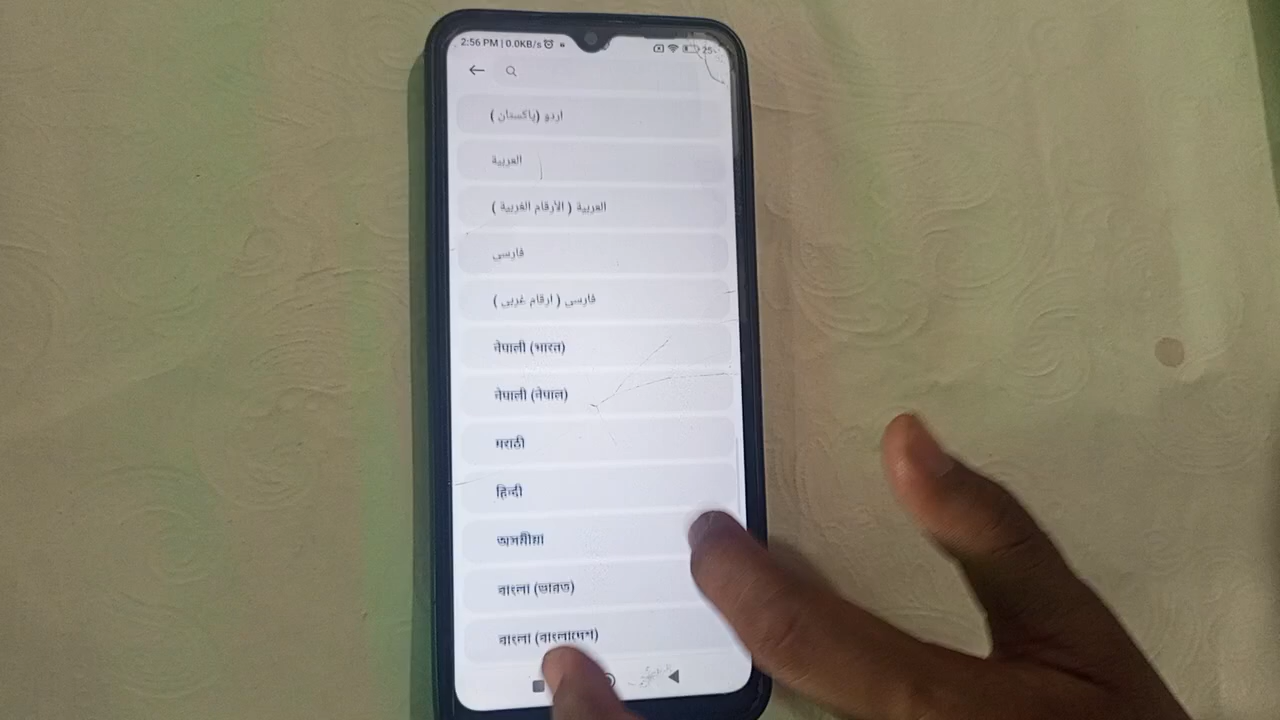 2:56 PM | 0.0KB/s
25
اردو (پاکستان)
العربية
العربية ( الأرقام الغربية )
فارسی
فارسی ( ارقام غربی )
नेपाली (भारत)
नेपाली (नेपाल)
मराठी
हिन्दी
অসমীয়া
বাংলা (ভারত)
বাংলা (বাংলাদেশ)